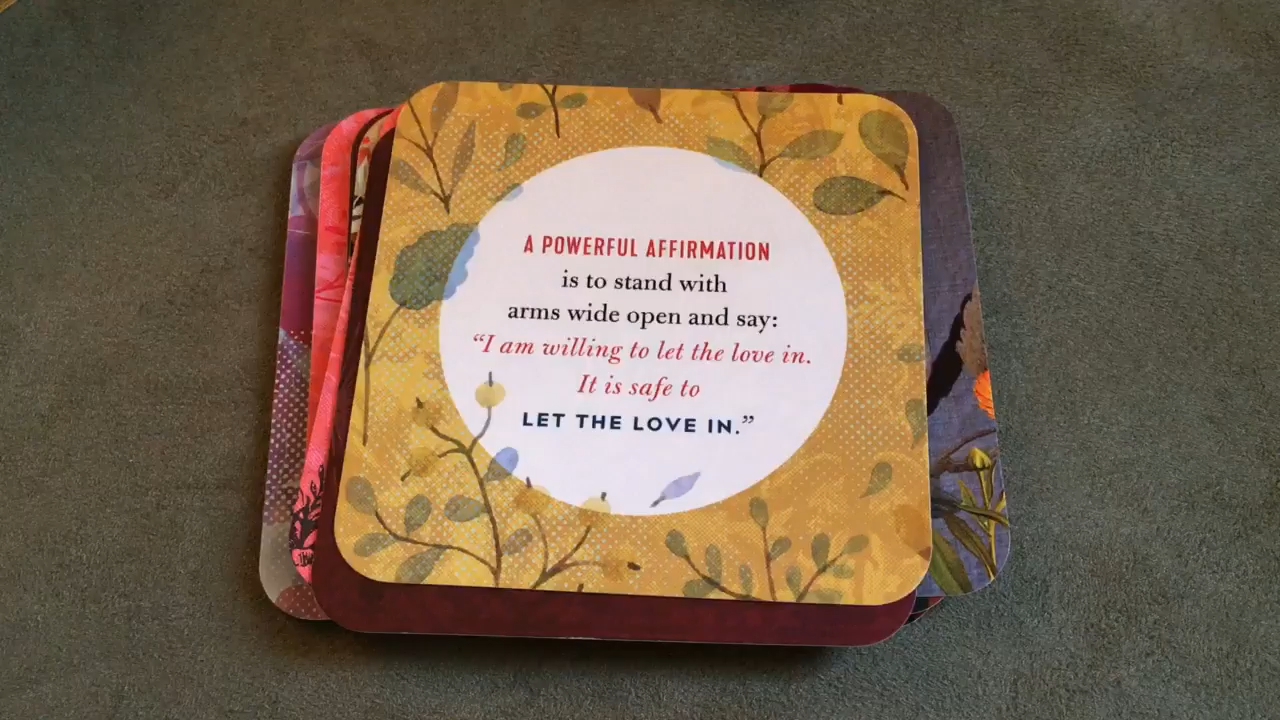 A POWERFUL AFFIRMATION
is to stand with
arms wide open and say:
“I am willing to let the love in.
It is safe to
LET THE LOVE IN.”